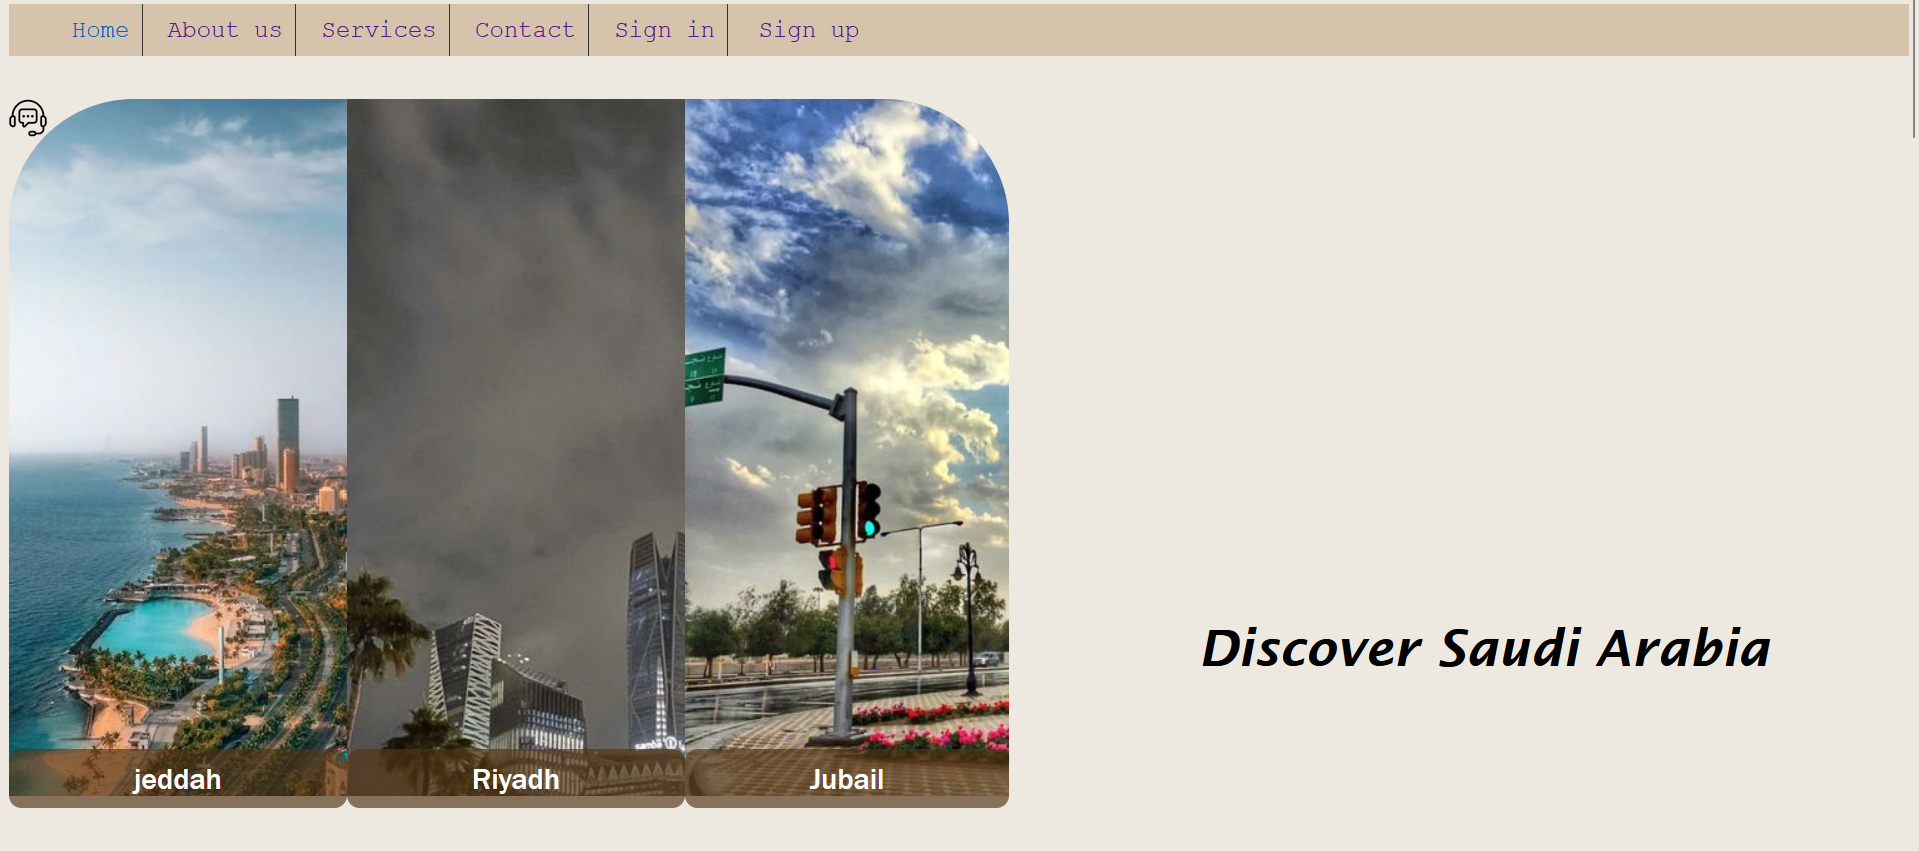 Home About us Services Contact Sign in Sign up
Discover Saudi Arabia
jeddah Riyadh Jubail